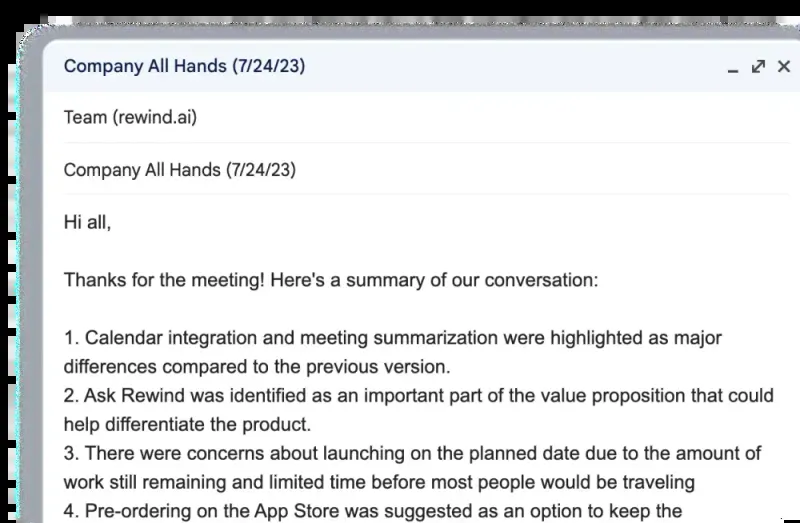 Company All Hands (7/24/23)
Team (rewind.ai)
Company All Hands (7/24/23)
Hi all,
Thanks for the meeting! Here's a summary of our conversation:
1. Calendar integration and meeting summarization were highlighted as major
differences compared to the previous version.
2. Ask Rewind was identified as an important part of the value proposition that could
help differentiate the product.
3. There were concerns about launching on the planned date due to the amount of
work still remaining and limited time before most people would be traveling
4. Pre-ordering on the App Store was suggested as an option to keep the